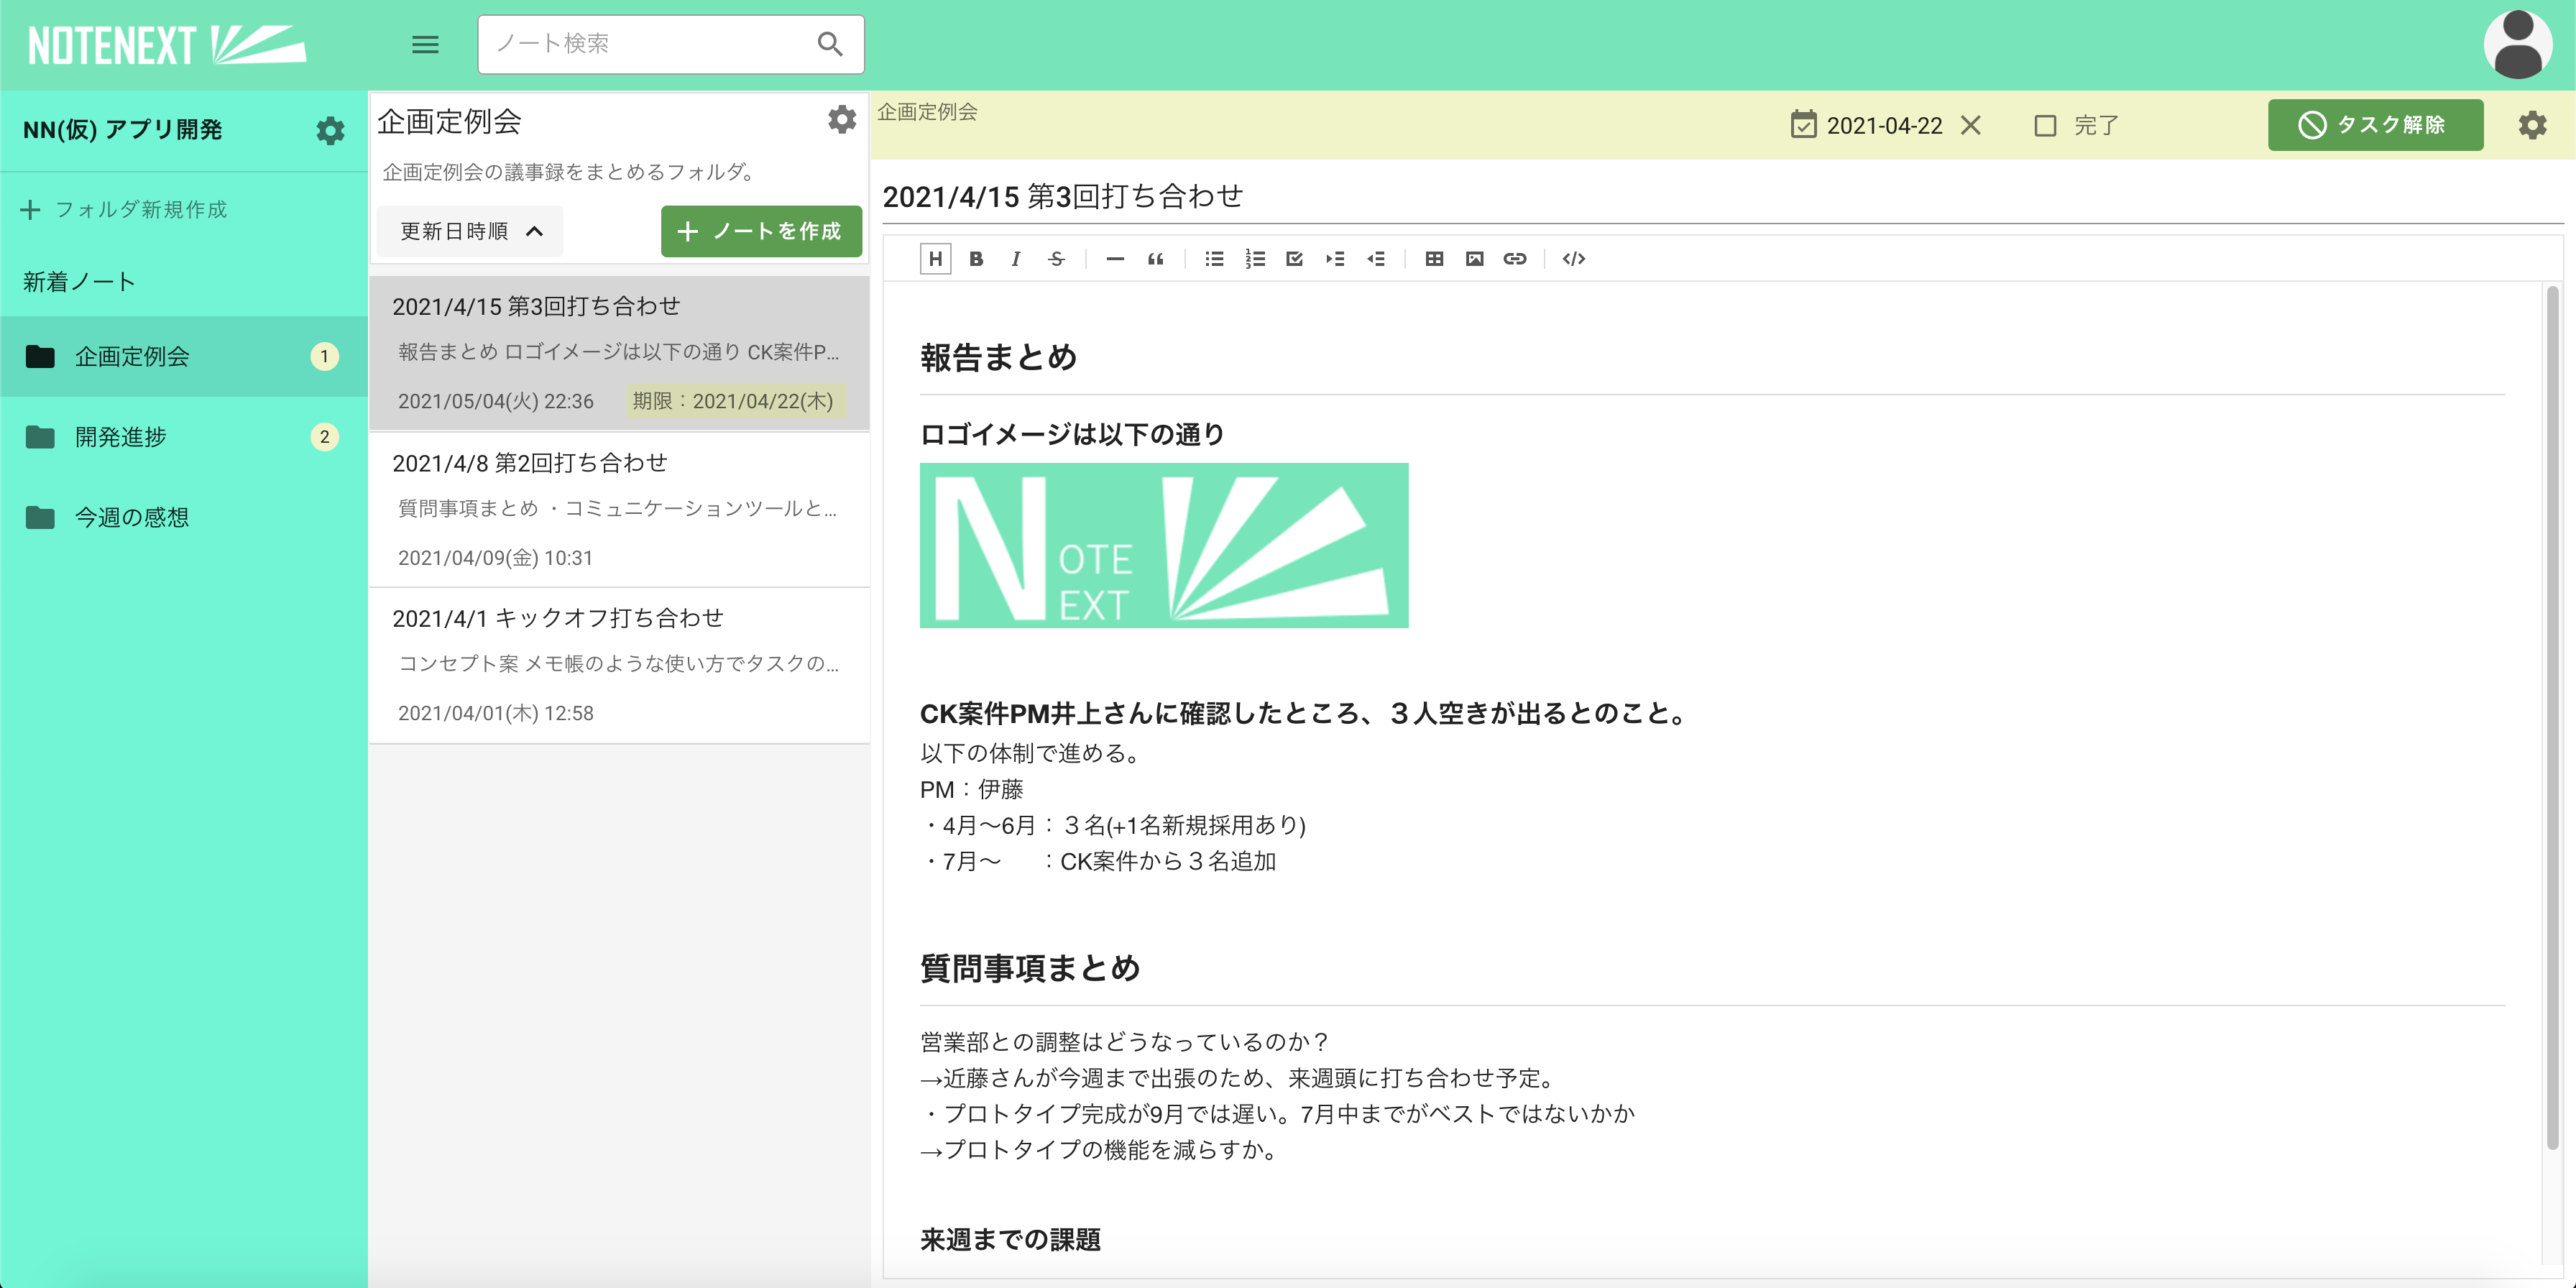 NOTENEXT
ノート検索
NN(仮) アプリ開発
フォルダ新規作成
新着ノート
企画定例会 1
開発進捗 2
今週の感想
企画定例会
企画定例会の議事録をまとめるフォルダ。
更新日時順
ノートを作成
2021/4/15 第3回打ち合わせ
報告まとめ ロゴイメージは以下の通り CK案件P...
2021/05/04(火) 22:36 期限：2021/04/22(木)
2021/4/8 第2回打ち合わせ
質問事項まとめ ・コミュニケーションツールと...
2021/04/09(金) 10:31
2021/4/1 キックオフ打ち合わせ
コンセプト案 メモ帳のような使い方でタスクの...
2021/04/01(木) 12:58
企画定例会
2021-04-22
完了
タスク解除
2021/4/15 第3回打ち合わせ
H B I S
報告まとめ
ロゴイメージは以下の通り
NOTE
EXT
CK案件PM井上さんに確認したところ、３人空きが出るとのこと。
以下の体制で進める。
PM：伊藤
・4月〜6月：３名(+1名新規採用あり)
・7月〜　：CK案件から３名追加
質問事項まとめ
営業部との調整はどうなっているのか？
→近藤さんが今週まで出張のため、来週頭に打ち合わせ予定。
・プロトタイプ完成が9月では遅い。7月中までがベストではないかか
→プロトタイプの機能を減らすか。
来週までの課題